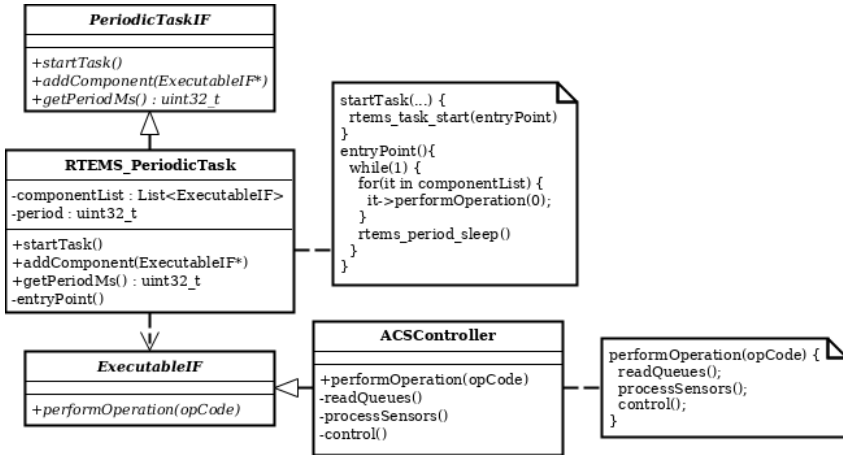 PeriodicTaskIF
+startTask()
+addComponent(ExecutableIF*)
+getPeriodMs() : uint32_t
RTEMS_PeriodicTask
-componentList : List<ExecutableIF>
-period : uint32_t
+startTask()
+addComponent(ExecutableIF*)
+getPeriodMs() : uint32_t
-entryPoint()
startTask(...) {
rtems_task_start(entryPoint)
}
entryPoint(){
while(1) {
for(it in componentList) {
it->performOperation(0);
}
rtems_period_sleep()
}
}
ExecutableIF
+performOperation(opCode)
ACSController
+performOperation(opCode)
-readQueues()
-processSensors()
-control()
performOperation(opCode) {
readQueues();
processSensors();
control();
}